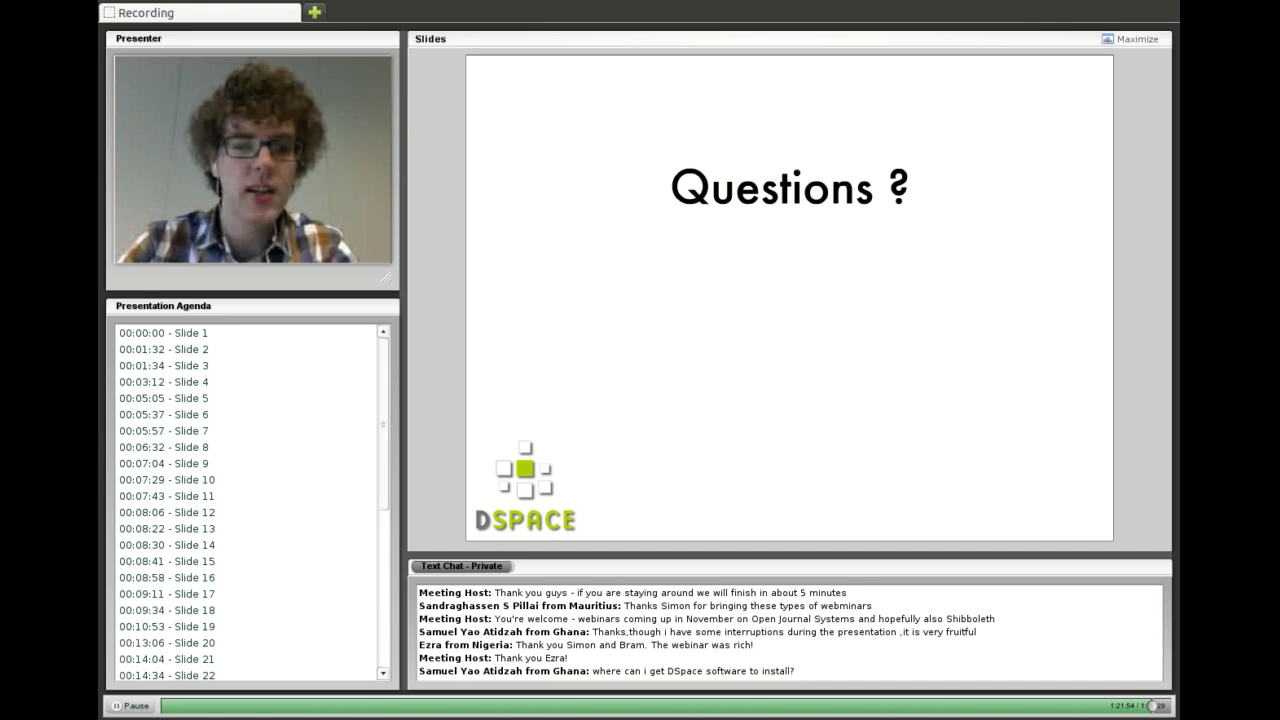 Recording
Presenter
Slides
Maximize
Questions ?
DSPACE
Presentation Agenda
00:00:00 - Slide 1
00:01:32 - Slide 2
00:01:34 - Slide 3
00:03:12 - Slide 4
00:05:05 - Slide 5
00:05:37 - Slide 6
00:05:57 - Slide 7
00:06:32 - Slide 8
00:07:04 - Slide 9
00:07:29 - Slide 10
00:07:43 - Slide 11
00:08:06 - Slide 12
00:08:22 - Slide 13
00:08:30 - Slide 14
00:08:41 - Slide 15
00:08:58 - Slide 16
00:09:11 - Slide 17
00:09:34 - Slide 18
00:10:53 - Slide 19
00:13:06 - Slide 20
00:14:04 - Slide 21
00:14:34 - Slide 22
Text Chat - Private
Meeting Host: Thank you guys - if you are staying around we will finish in about 5 minutes
Sandraghassen S Pillai from Mauritius: Thanks Simon for bringing these types of webminars
Meeting Host: You're welcome - webinars coming up in November on Open Journal Systems and hopefully also Shibboleth
Samuel Yao Atidzah from Ghana: Thanks,though i have some interruptions during the presentation ,it is very fruitful
Ezra from Nigeria: Thank you Simon and Bram. The webinar was rich!
Meeting Host: Thank you Ezra!
Samuel Yao Atidzah from Ghana: where can i get DSpace software to install?
Pause
1:21:54 /